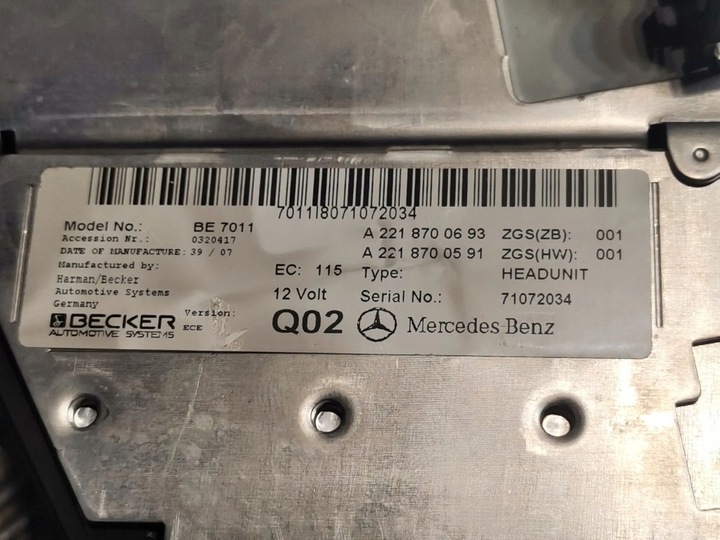 7011I8071072034
Model No.: BE 7011 A 221 870 06 93 ZGS(ZB): 001
Accession Nr.: 0320417
DATE OF MANUFACTURE: 39 / 07 A 221 870 05 91 ZGS(HW): 001
Manufactured by: EC: 115 Type: HEADUNIT
Harman/Becker
Automotive Systems 12 Volt Serial No.: 71072034
Germany
Version: Q02 Mercedes-Benz
BECKER ECE
AUTOMOTIVE SYSTEMS